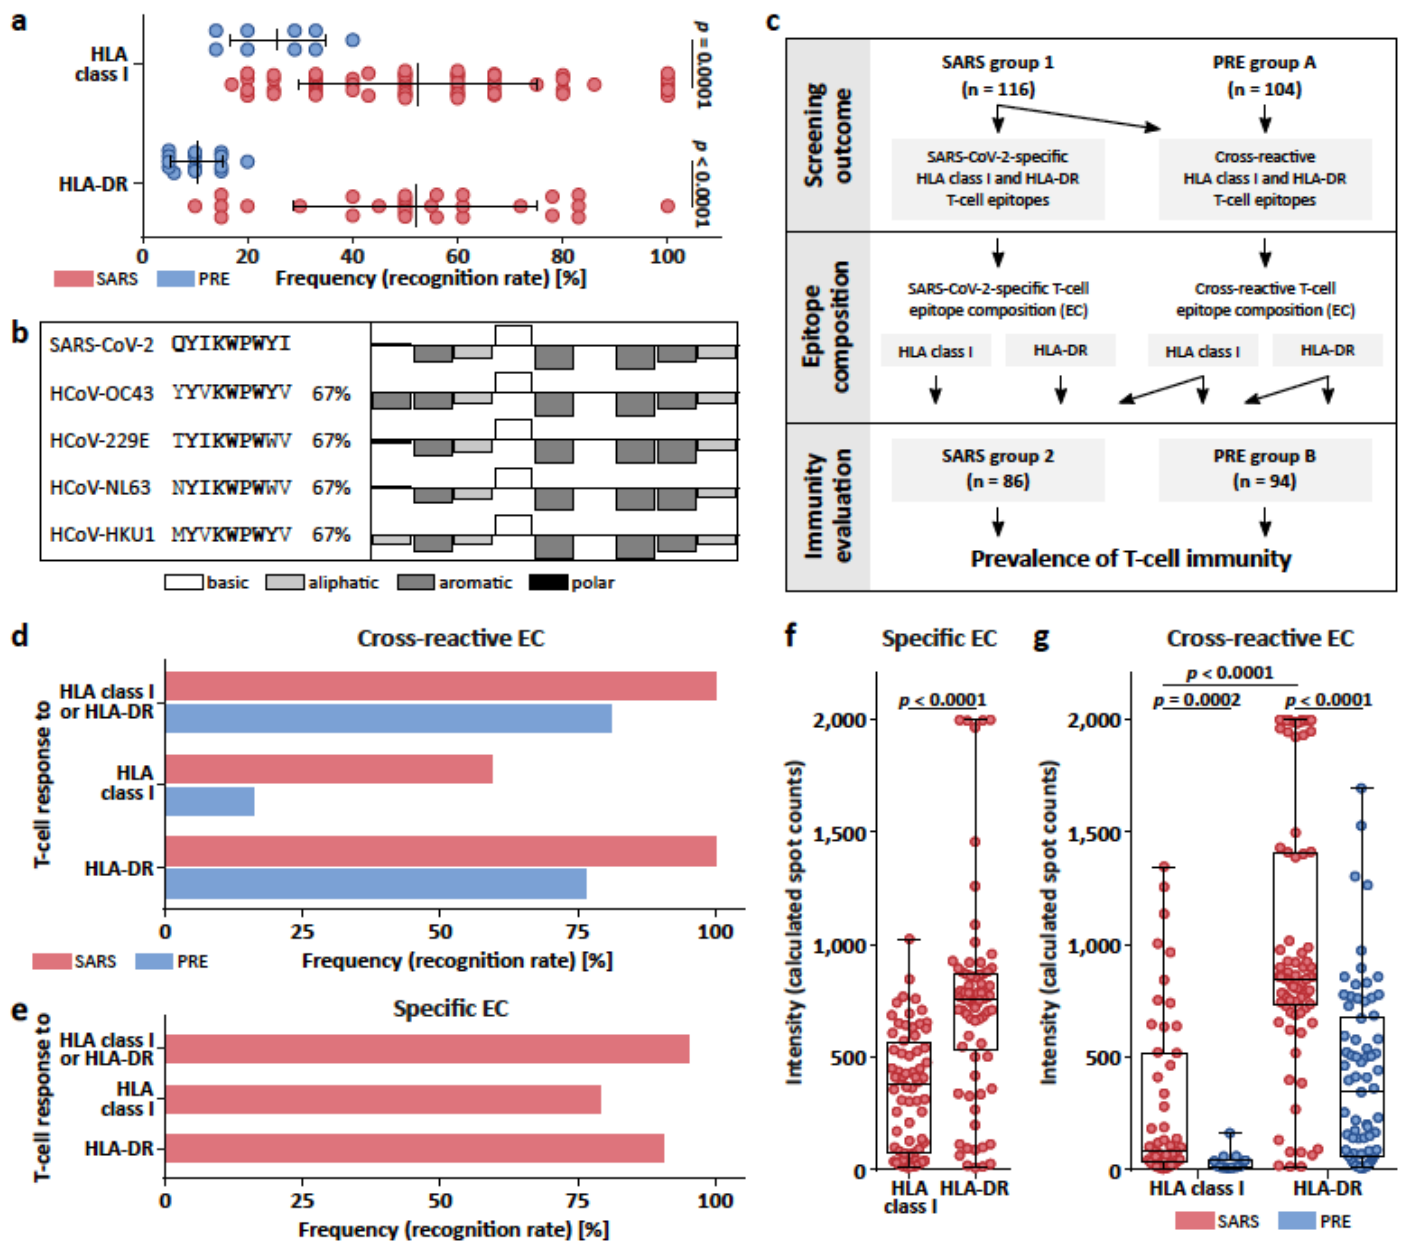 a
HLA
class I
HLA-DR
p = 0.0001
p < 0.0001
0 20 40 60 80 100
SARS PRE Frequency (recognition rate) [%]
b
SARS-CoV-2 QYIKWPWYI
HCoV-OC43 YYVKWPWYV 67%
HCoV-229E TYIKWPWWV 67%
HCoV-NL63 NYIKWPWWV 67%
HCoV-HKU1 MYVKWPWYV 67%
basic aliphatic aromatic polar
c
Screening
outcome
SARS group 1
(n = 116)
PRE group A
(n = 104)
SARS-CoV-2-specific
HLA class I and HLA-DR
T-cell epitopes
Cross-reactive
HLA class I and HLA-DR
T-cell epitopes
Epitope
composition
SARS-CoV-2-specific T-cell
epitope composition (EC)
Cross-reactive T-cell
epitope composition (EC)
HLA class I HLA-DR HLA class I HLA-DR
Immunity
evaluation
SARS group 2
(n = 86)
PRE group B
(n = 94)
Prevalence of T-cell immunity
d
Cross-reactive EC
T-cell response to
HLA class I
or HLA-DR
HLA
class I
HLA-DR
0 25 50 75 100
SARS PRE Frequency (recognition rate) [%]
e
Specific EC
T-cell response to
HLA class I
or HLA-DR
HLA
class I
HLA-DR
0 25 50 75 100
Frequency (recognition rate) [%]
f
Specific EC
p < 0.0001
Intensity (calculated spot counts)
2,000
1,500
1,000
500
0
HLA
class I
HLA-DR
g
Cross-reactive EC
p < 0.0001
p = 0.0002 p < 0.0001
Intensity (calculated spot counts)
2,000
1,500
1,000
500
0
HLA class I HLA-DR
SARS PRE